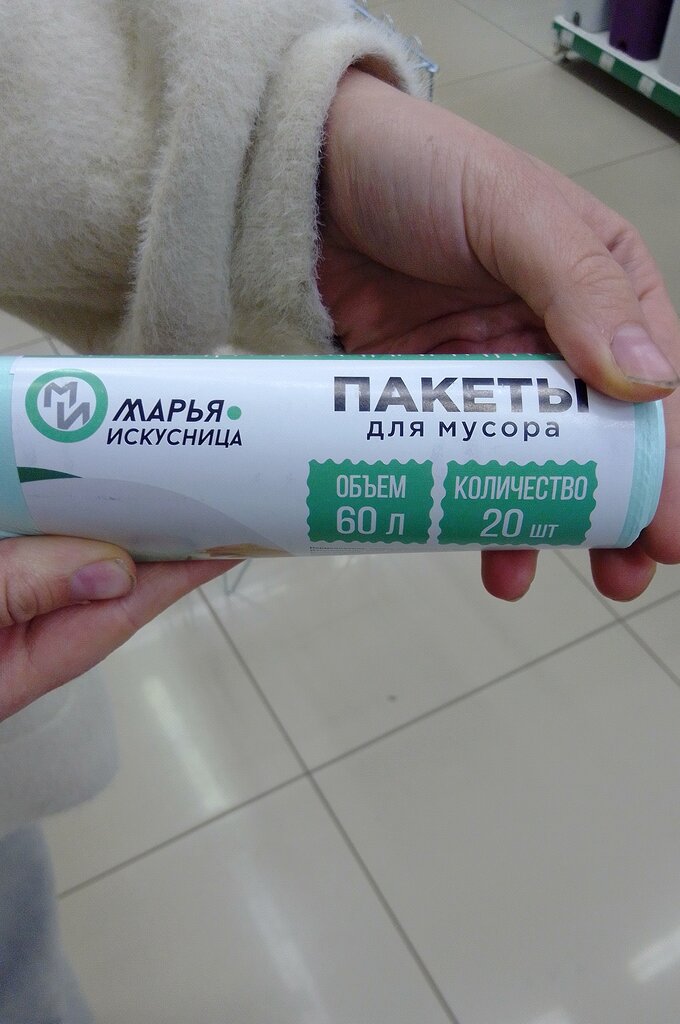 МИ
МАРЬЯ
ИСКУСНИЦА
ПАКЕТЫ
для мусора
ОБЪЕМ
60 л
КОЛИЧЕСТВО
20 шт